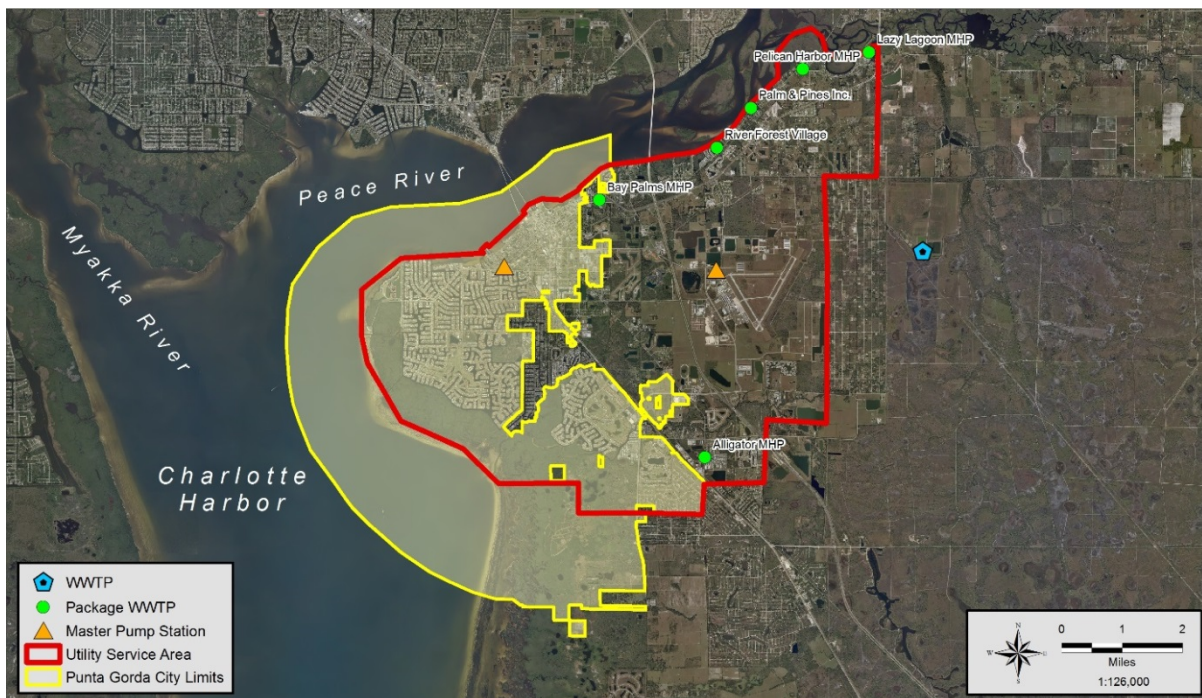 Lazy Lagoon MHP
Pelican Harbor MHP
Palm & Pines Inc.
River Forest Village
Bay Palms MHP
Peace River
Myakka River
Alligator MHP
Charlotte
Harbor
WWTP
Package WWTP
Master Pump Station
Utility Service Area
Punta Gorda City Limits
N
W
E
S
0 1 2
Miles
1:126,000